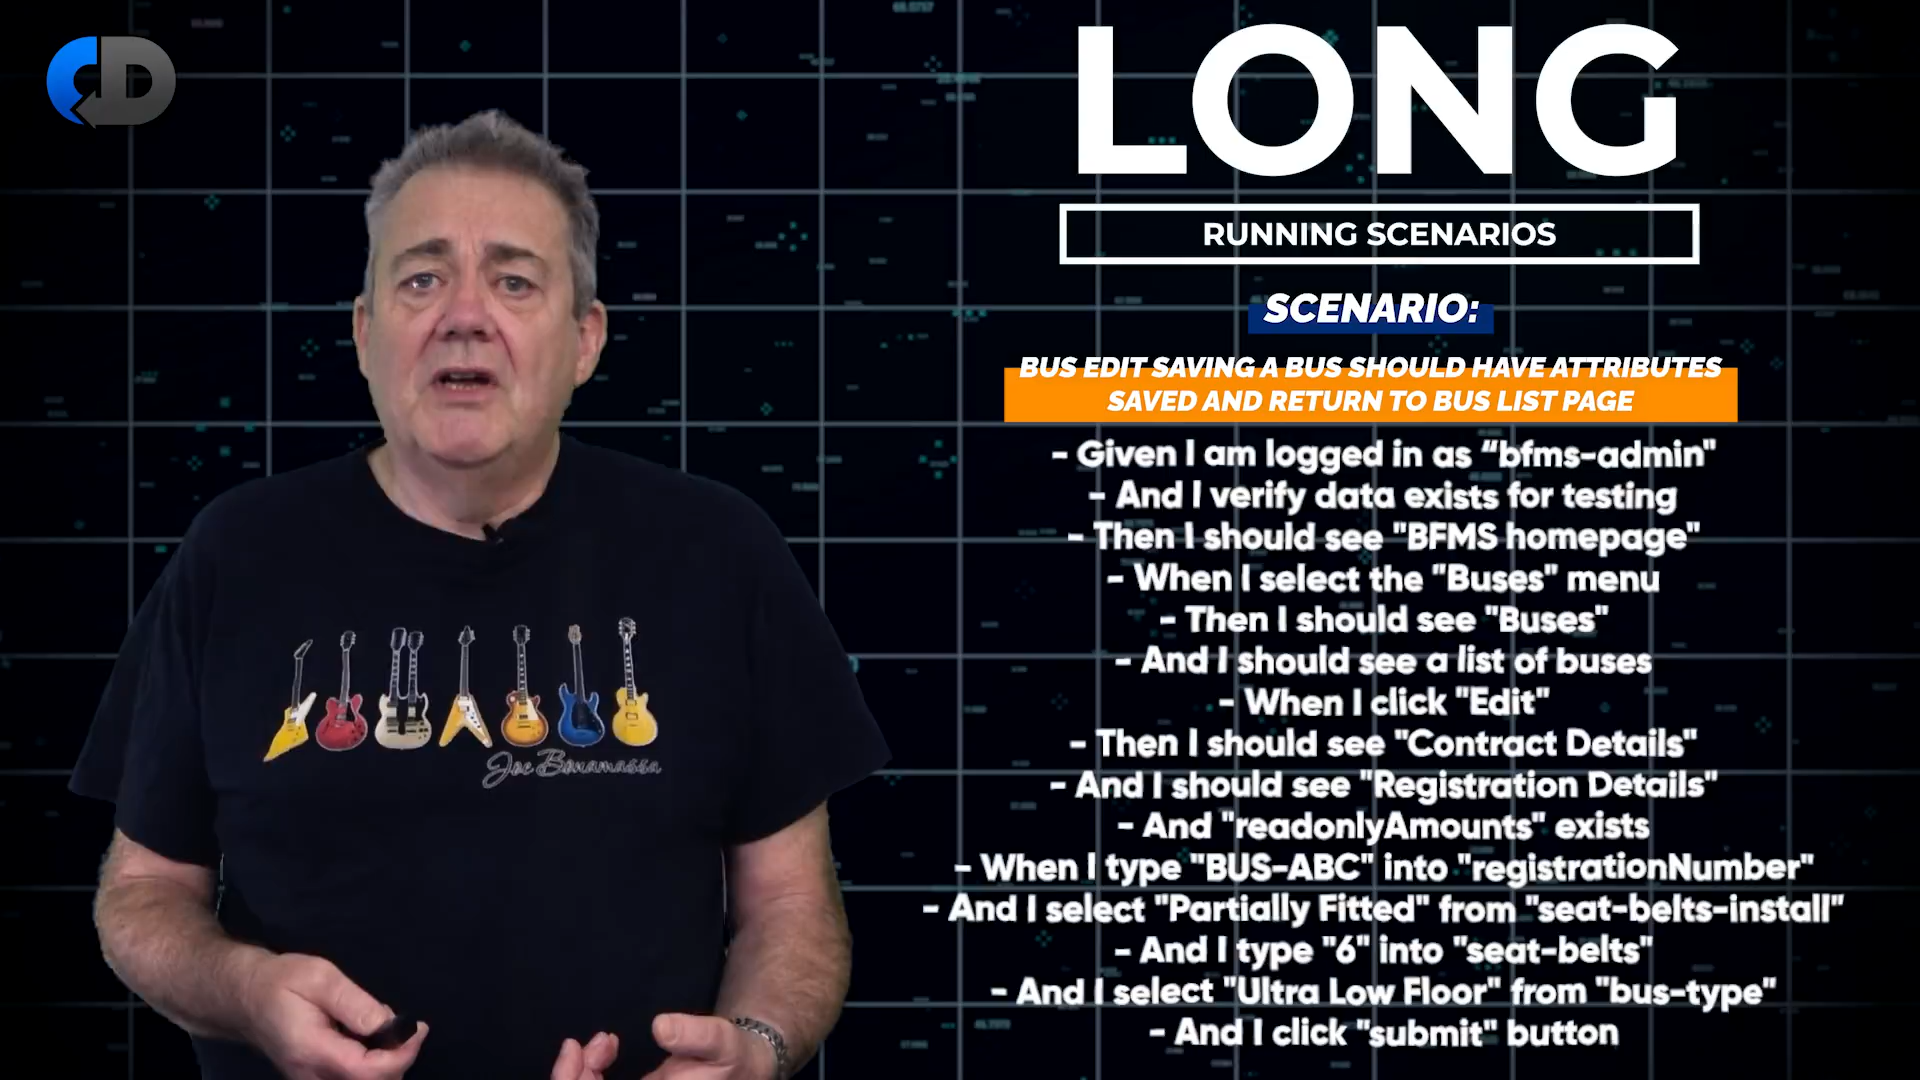 CD
LONG
RUNNING SCENARIOS
SCENARIO:
BUS EDIT SAVING A BUS SHOULD HAVE ATTRIBUTES
SAVED AND RETURN TO BUS LIST PAGE
- Given I am logged in as “bfms-admin"
- And I verify data exists for testing
- Then I should see "BFMS homepage"
- When I select the "Buses" menu
- Then I should see "Buses"
- And I should see a list of buses
- When I click "Edit"
- Then I should see "Contract Details"
- And I should see "Registration Details"
- And "readonlyAmounts" exists
- When I type "BUS-ABC" into "registrationNumber"
- And I select "Partially Fitted" from "seat-belts-install"
- And I type "6" into "seat-belts"
- And I select "Ultra Low Floor" from "bus-type"
- And I click "submit" button
Joe Bonamassa